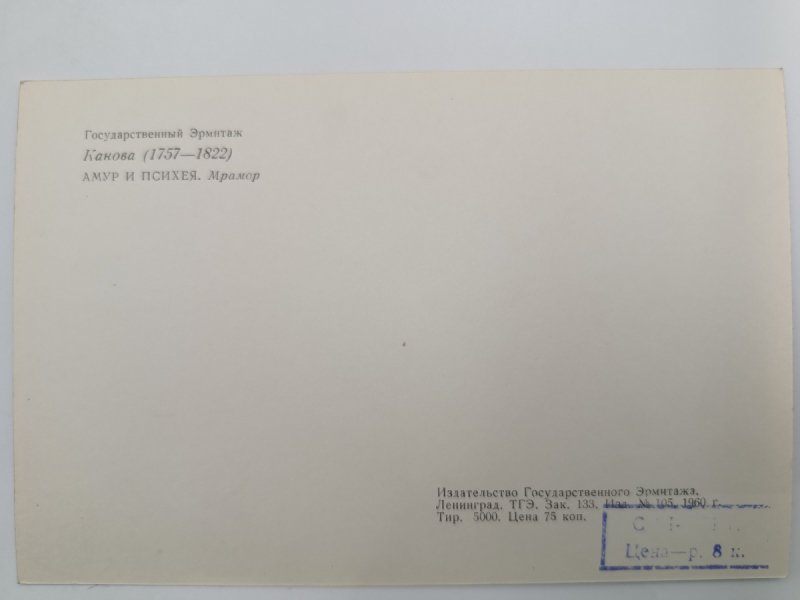 Государственный Эрмитаж
Канова (1757—1822)
АМУР И ПСИХЕЯ. Мрамор
Издательство Государственного Эрмитажа,
Ленинград. ТГЭ. Зак. 133. Изд. № 105. 1960 г.
Тир. 5000. Цена 75 коп.
Цена—р. 8 к.